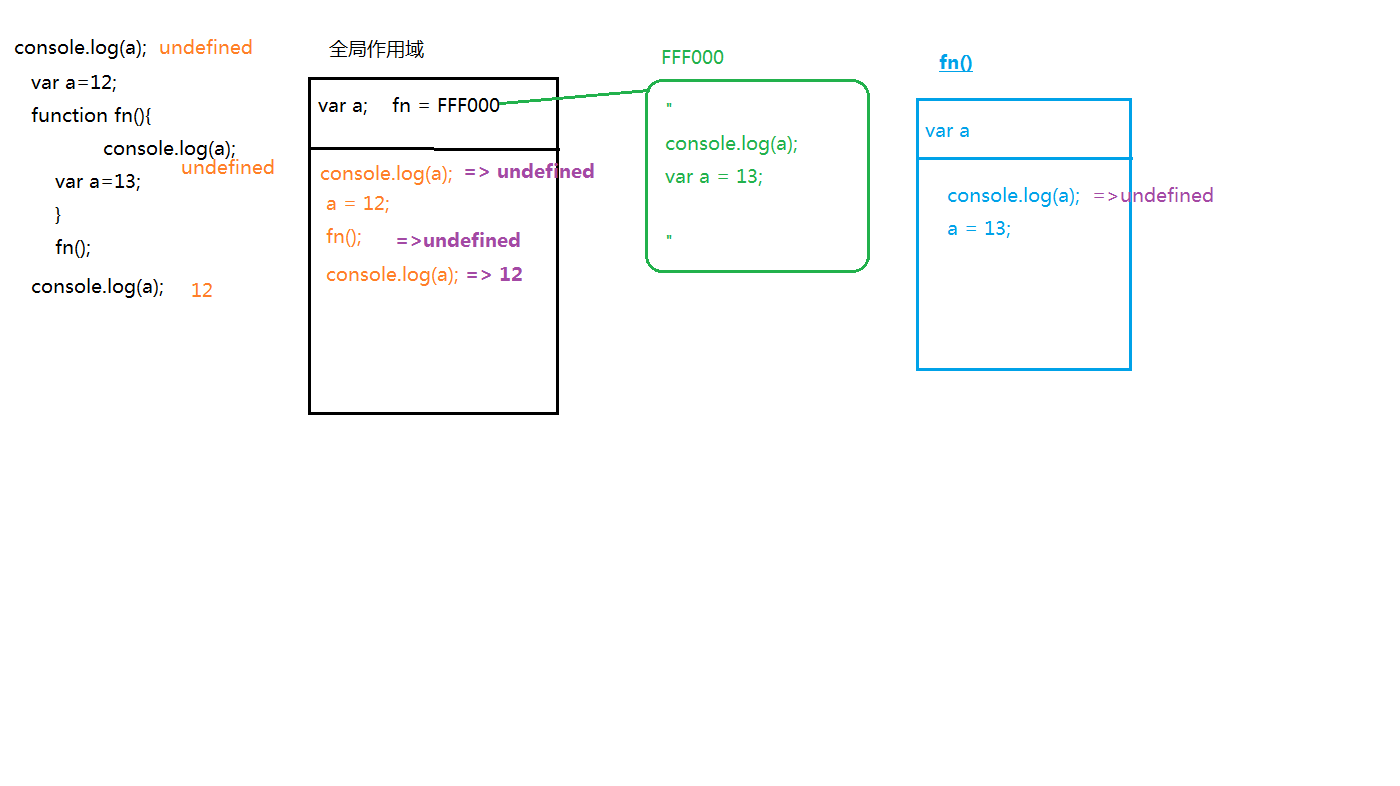 console.log(a); undefined
var a=12;
function fn(){
console.log(a);
undefined
var a=13;
}
fn();
console.log(a); 12
全局作用域
var a; fn = FFF000
console.log(a); => undefined
a = 12;
fn(); =>undefined
console.log(a); => 12
FFF000
"
console.log(a);
var a = 13;
"
fn()
var a
console.log(a); =>undefined
a = 13;